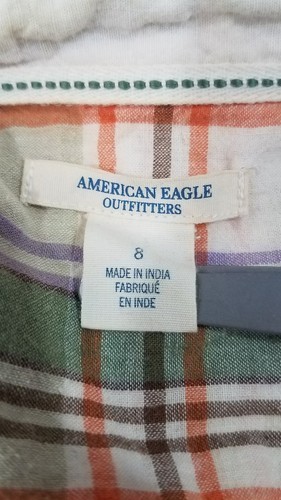 AMERICAN EAGLE
OUTFITTERS
8
MADE IN INDIA
FABRIQUÉ
EN INDE